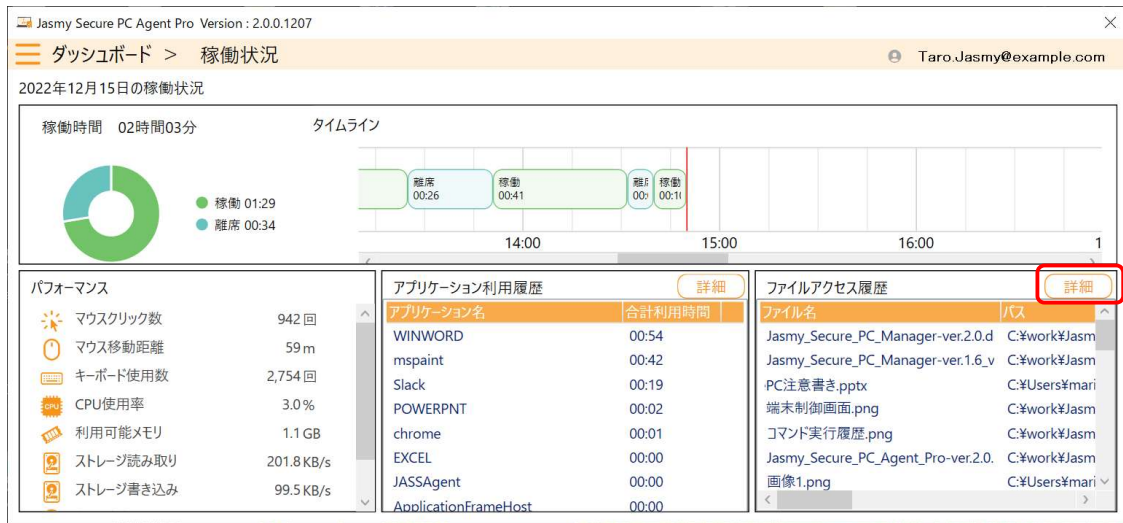 Jasmy Secure PC Agent Pro Version : 2.0.0.1207
ダッシュボード > 稼働状況
Taro.Jasmy@example.com
2022年12月15日の稼働状況
稼働時間 02時間03分
タイムライン
稼働 01:29
離席 00:34
離席
00:26
稼働
00:41
稼働
14:00 15:00 16:00 1
パフォーマンス
マウスクリック数 942 回
マウス移動距離 59 m
キーボード使用数 2,754 回
CPU使用率 3.0 %
利用可能メモリ 1.1 GB
ストレージ読み取り 201.8 KB/s
ストレージ書き込み 99.5 KB/s
アプリケーション利用履歴 詳細
アプリケーション名 合計利用時間
WINWORD 00:54
mspaint 00:42
Slack 00:19
POWERPNT 00:02
chrome 00:01
EXCEL 00:00
JASSAgent 00:00
ApplicationFrameHost 00:00
ファイルアクセス履歴 詳細
ファイル名 パス
Jasmy_Secure_PC_Manager-ver.2.0.d C:¥work¥Jasm
Jasmy_Secure_PC_Manager-ver.1.6_v C:¥work¥Jasm
PC注意書き.pptx C:¥Users¥mari
端末制御画面.png C:¥work¥Jasm
コマンド実行履歴.png C:¥work¥Jasm
Jasmy_Secure_PC_Agent_Pro-ver.2.0. C:¥work¥Jasm
画像1.png C:¥Users¥mari